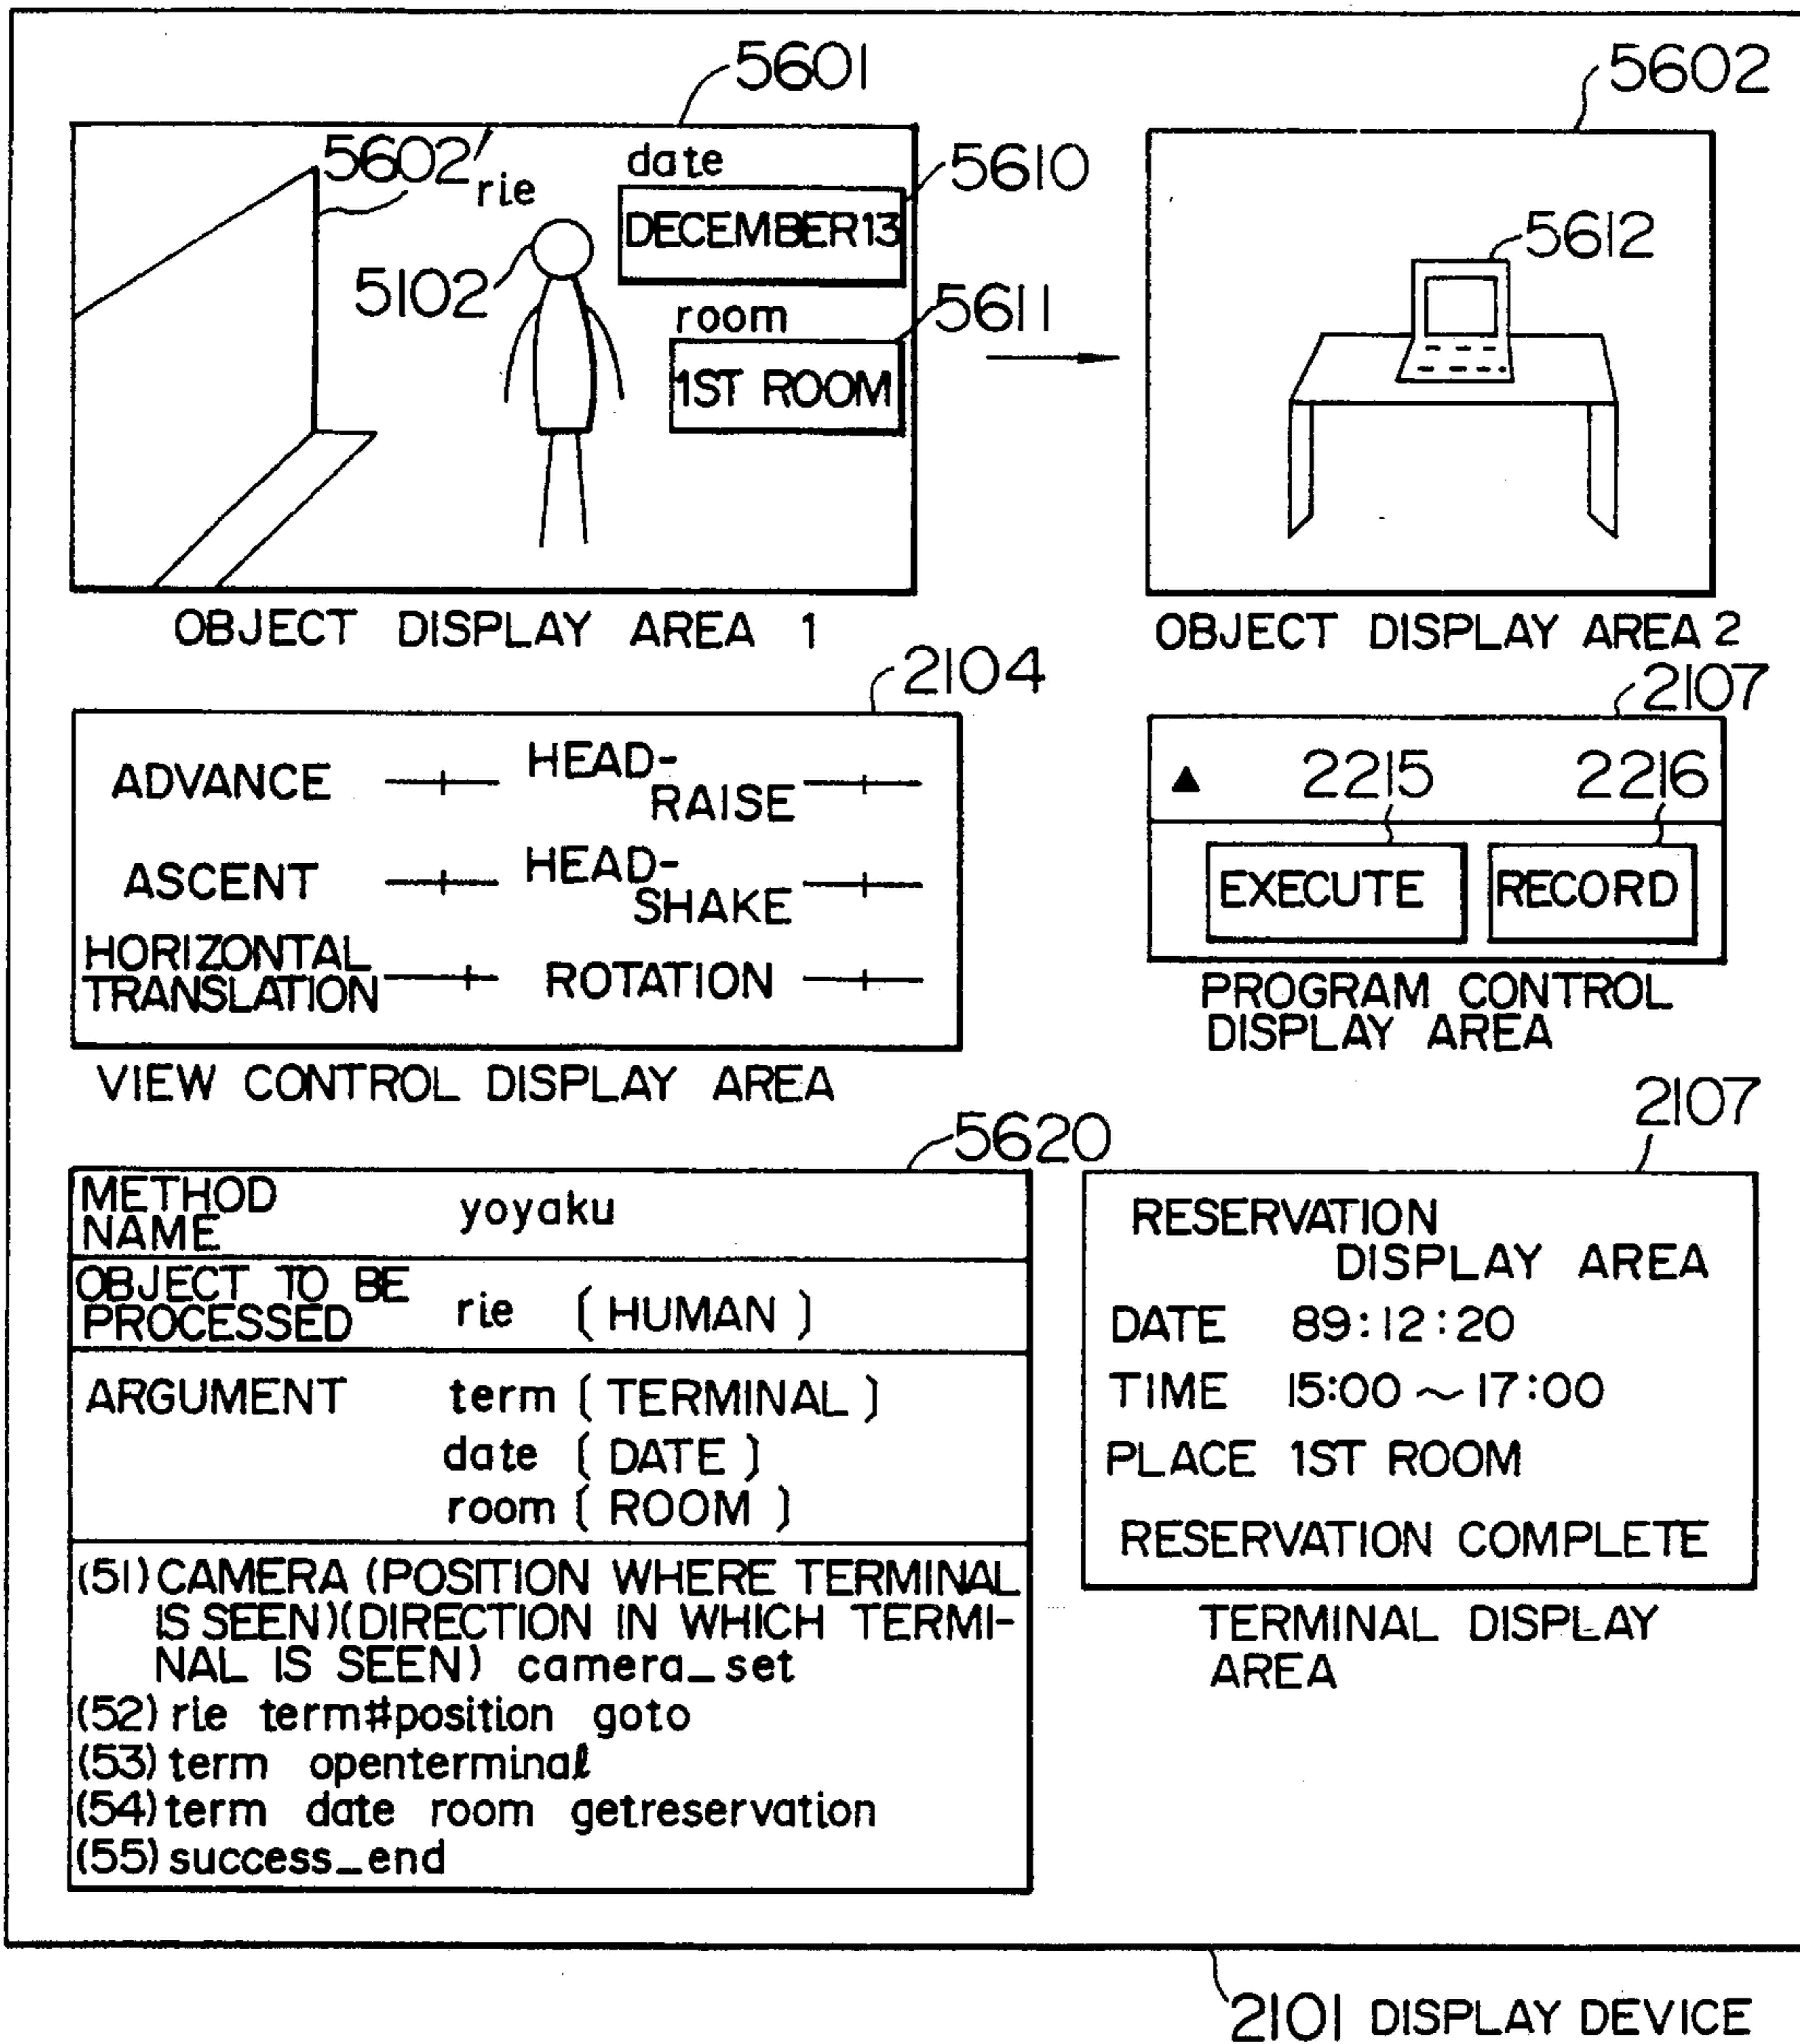 5601
5602
5602'
rie
date
5610
DECEMBER13
5612
5102
room
5611
1ST ROOM
OBJECT DISPLAY AREA 1
OBJECT DISPLAY AREA 2
2104
2107
ADVANCE
HEAD-
RAISE
▲
2215
2216
ASCENT
HEAD-
SHAKE
EXECUTE
RECORD
HORIZONTAL
TRANSLATION
ROTATION
PROGRAM CONTROL
DISPLAY AREA
VIEW CONTROL DISPLAY AREA
5620
2107
METHOD
NAME
yoyaku
OBJECT TO BE
PROCESSED
rie ( HUMAN )
ARGUMENT term ( TERMINAL )
date ( DATE )
room ( ROOM )
(51) CAMERA (POSITION WHERE TERMINAL
IS SEEN)(DIRECTION IN WHICH TERMI-
NAL IS SEEN) camera_set
(52) rie term#position goto
(53) term openterminal
(54) term date room getreservation
(55) success_end
RESERVATION
DISPLAY AREA
DATE 89:12:20
TIME 15:00 ~ 17:00
PLACE 1ST ROOM
RESERVATION COMPLETE
TERMINAL DISPLAY
AREA
2101 DISPLAY DEVICE